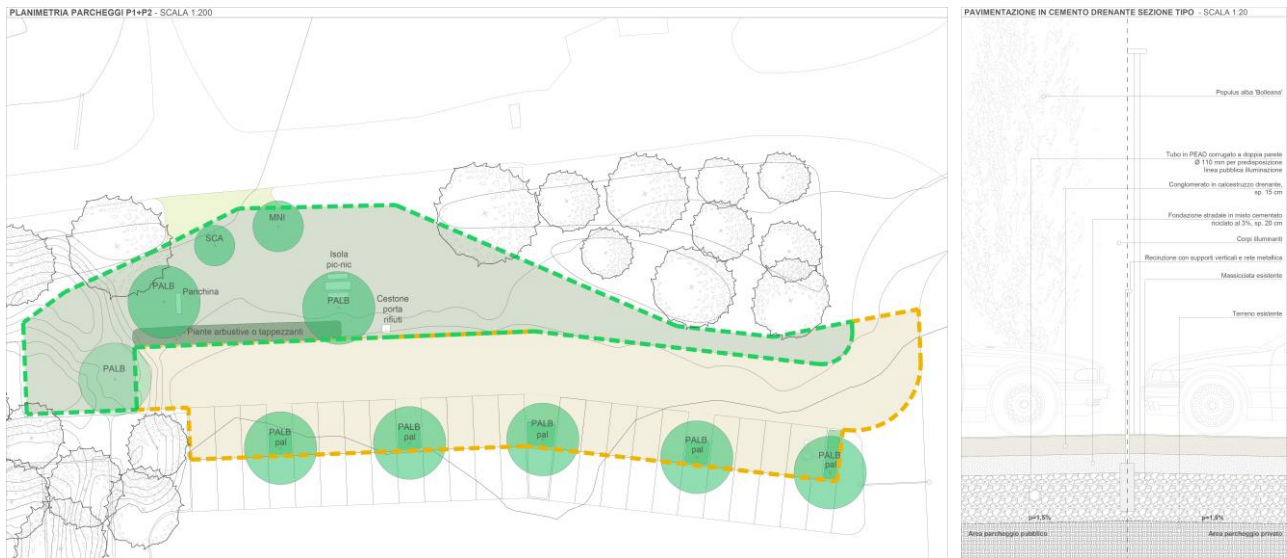 PLANIMETRIA PARCHEGGI P1+P2 - SCALA 1:200
MNI
SCA
Isola
pic-nic
PALB
Panchina
PALB
Cestone
porta
rifiuti
Piante arbustive o tappezzanti
PALB
PALB
pal
PALB
pal
PALB
pal
PALB
pal
PALB
pal
PAVIMENTAZIONE IN CEMENTO DRENANTE SEZIONE TIPO - SCALA 1:20
Populus alba 'Bolleana'
Tubo in PEAD corrugato a doppia parete
Ø 110 mm per predisposizione
linea pubblica illuminazione
Conglomerato in calcestruzzo drenante,
sp. 15 cm
Fondazione stradale in misto cementato
riciclato al 3%, sp. 20 cm
Corpi illuminanti
Recinzione con supporti verticali e rete metallica
Massicciata esistente
Terreno esistente
p=1,5%
p=1,5%
Area parcheggio pubblico
Area parcheggio privato